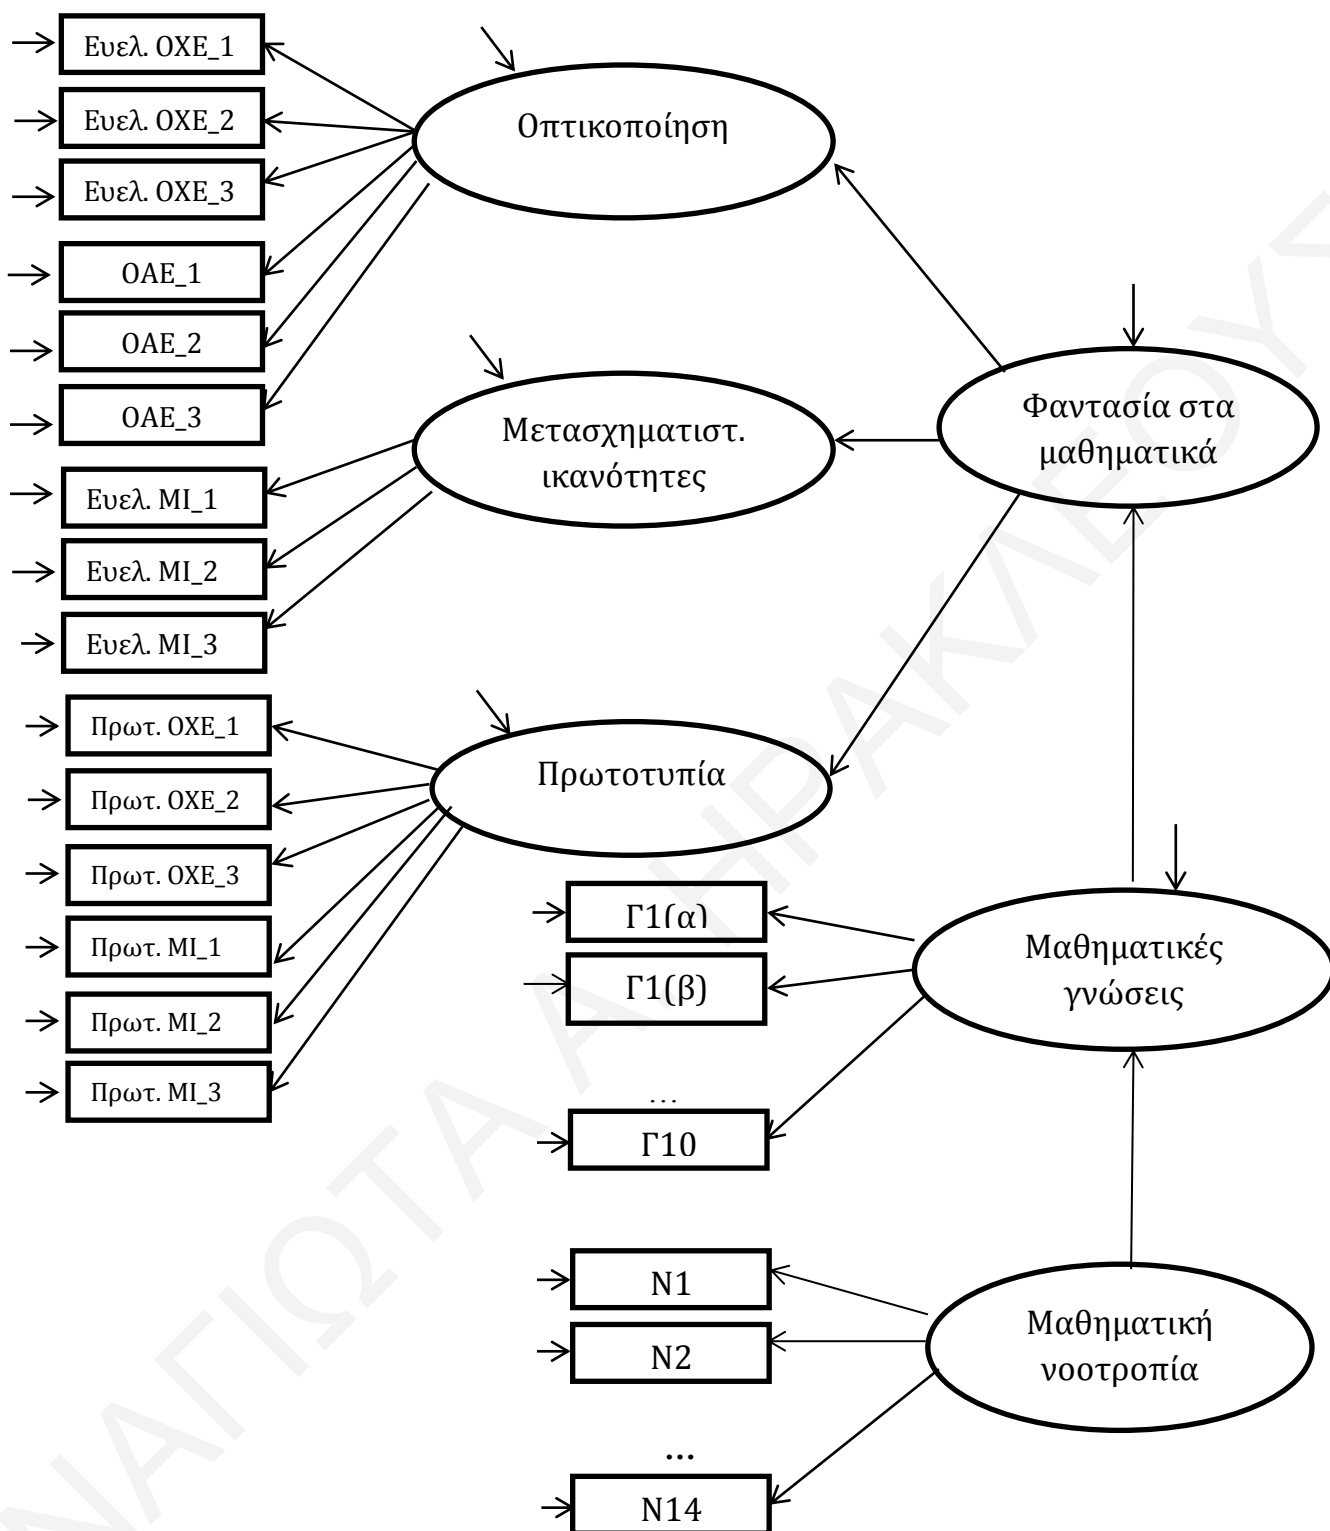 Ευελ. ΟΧΕ_1
Ευελ. ΟΧΕ_2
Ευελ. ΟΧΕ_3
ΟΑΕ_1
ΟΑΕ_2
ΟΑΕ_3
Ευελ. ΜΙ_1
Ευελ. ΜΙ_2
Ευελ. ΜΙ_3
Πρωτ. ΟΧΕ_1
Πρωτ. ΟΧΕ_2
Πρωτ. ΟΧΕ_3
Πρωτ. ΜΙ_1
Πρωτ. ΜΙ_2
Πρωτ. ΜΙ_3
Οπτικοποίηση
Μετασχηματιστ.
ικανότητες
Πρωτοτυπία
Φαντασία στα
μαθηματικά
Γ1(α)
Γ1(β)
...
Γ10
Μαθηματικές
γνώσεις
Ν1
Ν2
...
Ν14
Μαθηματική
νοοτροπία
ΝΑΓΙΩΤΑ Α. ΗΡΑΚΛΕΟΥΣ